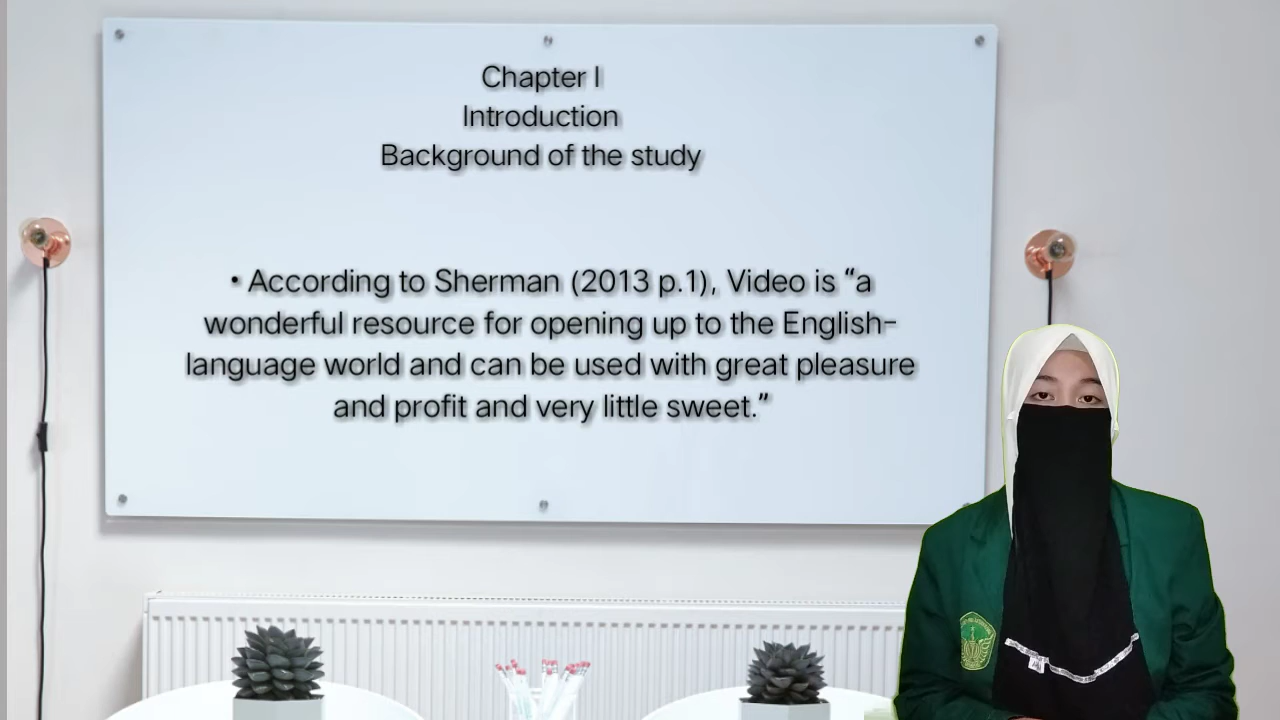 Chapter I
Introduction
Background of the study
• According to Sherman (2013 p.1), Video is “a
wonderful resource for opening up to the English-
language world and can be used with great pleasure
and profit and very little sweet.”